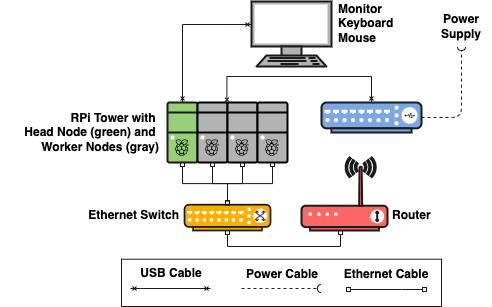 Monitor
Keyboard
Mouse
Power
Supply
RPi Tower with
Head Node (green) and
Worker Nodes (gray)
Ethernet Switch
Router
USB Cable
Power Cable
Ethernet Cable